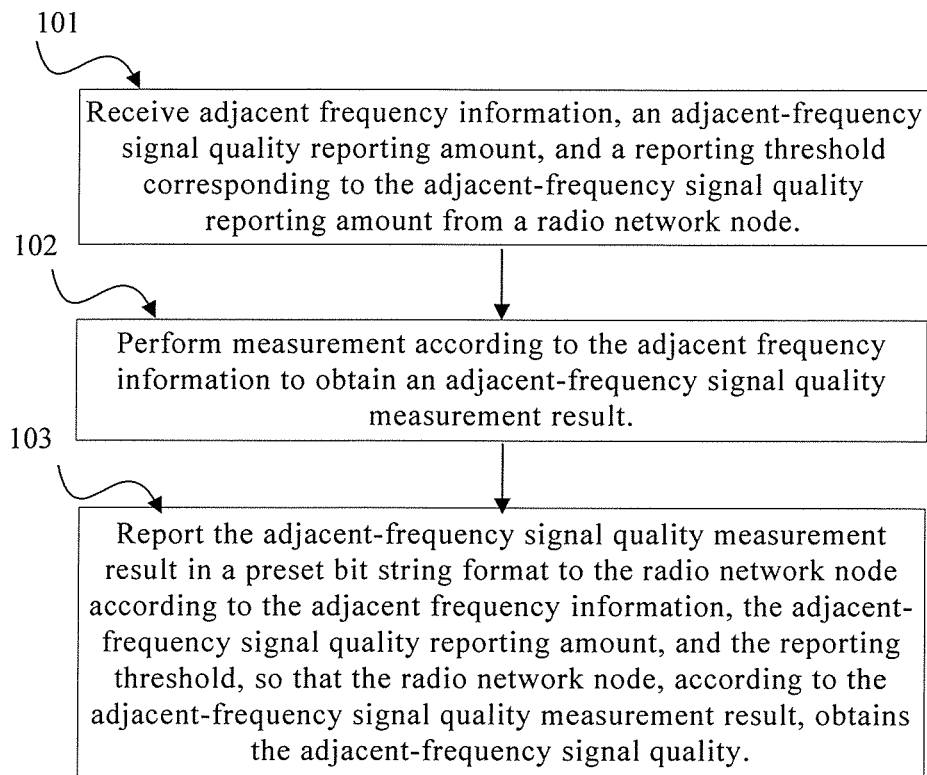 101
Receive adjacent frequency information, an adjacent-frequency
signal quality reporting amount, and a reporting threshold
corresponding to the adjacent-frequency signal quality
reporting amount from a radio network node.
102
Perform measurement according to the adjacent frequency
information to obtain an adjacent-frequency signal quality
measurement result.
103
Report the adjacent-frequency signal quality measurement
result in a preset bit string format to the radio network node
according to the adjacent frequency information, the adjacent-
frequency signal quality reporting amount, and the reporting
threshold, so that the radio network node, according to the
adjacent-frequency signal quality measurement result, obtains
the adjacent-frequency signal quality.